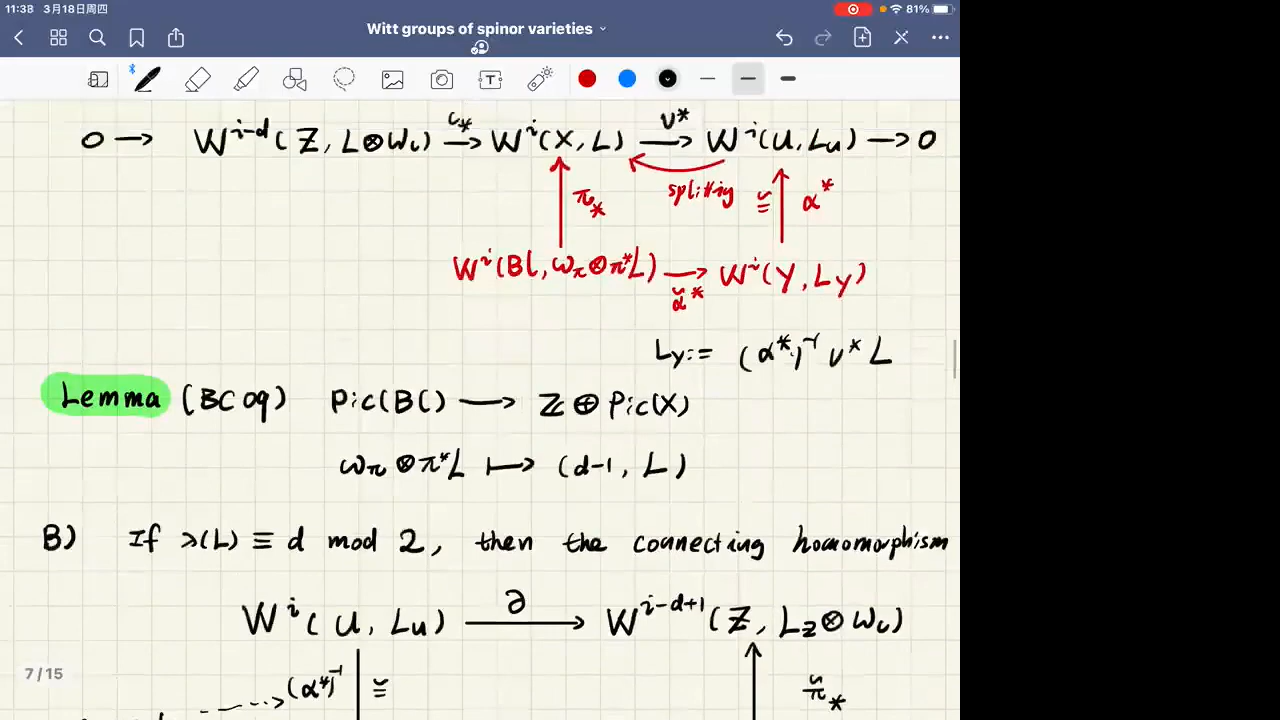 11:38 3月18日周四 81%
Witt groups of spinor varieties
0 → W^{i-d}(Z, L⊗ω_ι) →^{ι_*} W^i(X, L) →^{υ^*} W^i(U, L_U) → 0
π_* splitting ≅ α^*
W^i(Bl, ω_π⊗π^*L) →^{α̃^*} W^i(Y, L_Y)
L_Y := (α^*)^{-1} υ^* L
Lemma (BC09) Pic(Bl) → ℤ ⊕ Pic(X)
ω_π ⊗ π^*L ↦ (d-1, L)
B) If λ(L) ≡ d mod 2, then the connecting homomorphism
W^i(U, L_U) →^∂ W^{i-d+1}(Z, L_Z⊗ω_ι)
7 / 15
(α^*)^{-1} ≅ π̃_*